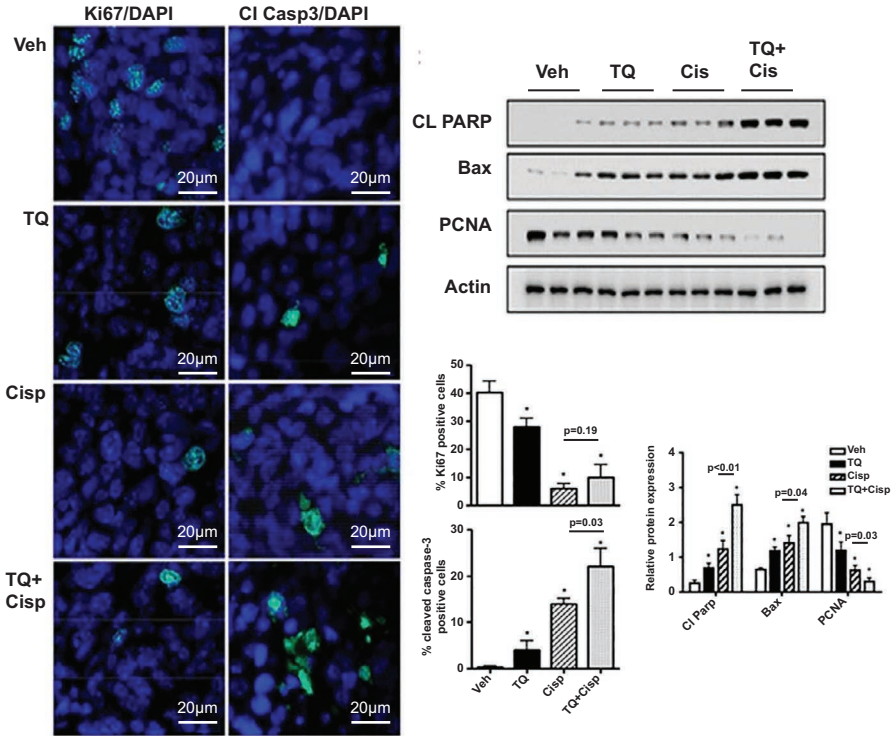 Ki67/DAPI CI Casp3/DAPI
Veh
20µm 20µm
TQ
20µm 20µm
Cisp
20µm 20µm
TQ+
Cisp
20µm 20µm
Veh TQ Cis TQ+
Cis
CL PARP
Bax
PCNA
Actin
% Ki67 positive cells
50
40
30
20
10
0
*
*
p=0.19
*
% cleaved caspase-3
positive cells
30
20
10
0
*
*
p=0.03
*
Veh TQ Cisp TQ+Cisp
Relative protein expression
4
3
2
1
0
Veh
TQ
Cisp
TQ+Cisp
p<0.01
* * *
p=0.04
* * *
p=0.03
* * *
Cl Parp Bax PCNA